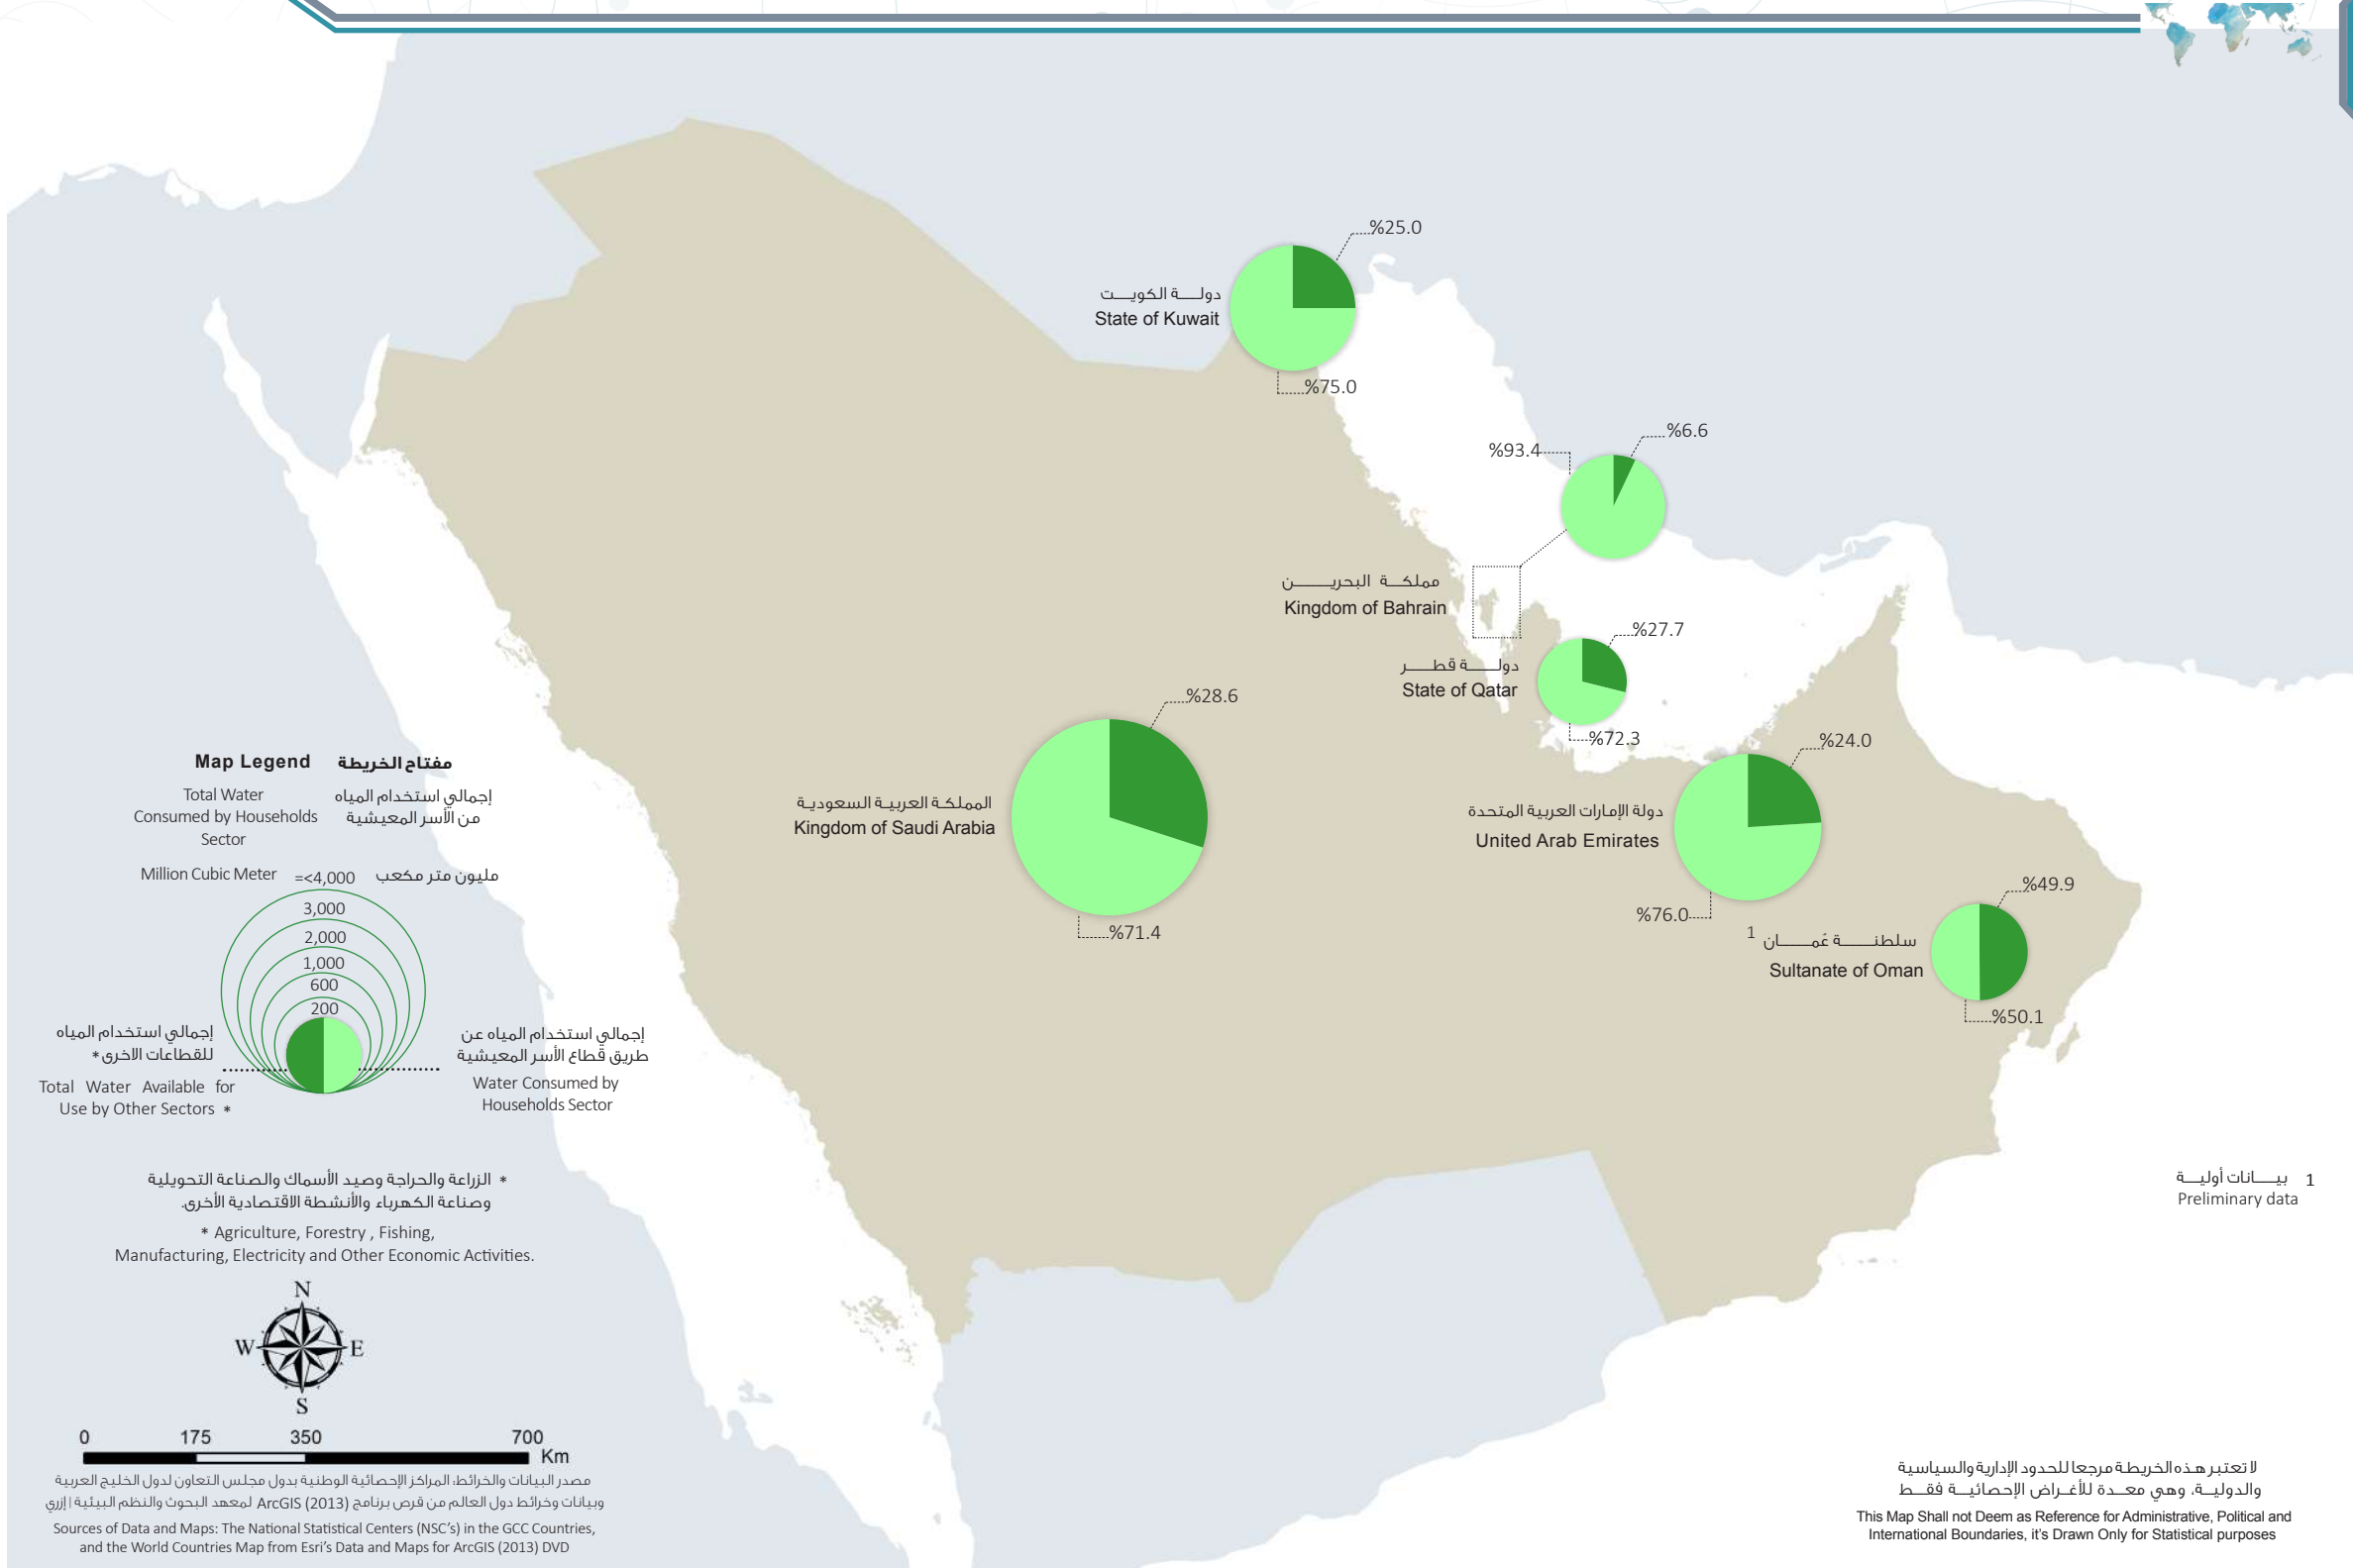 %25.0
دولـــة الكويـــت
State of Kuwait
%75.0
%6.6
%93.4
مملكـــة البحريـــــن
Kingdom of Bahrain
%27.7
دولـــــة قطـــــر
State of Qatar
%72.3
%28.6
المملكة العربيـة السعوديـة
Kingdom of Saudi Arabia
%71.4
%24.0
دولة الإمارات العربية المتحدة
United Arab Emirates
%76.0
%49.9
سلطنـــــة عُمـــــان 1
Sultanate of Oman
%50.1
Map Legend مفتاح الخريطة
Total Water
Consumed by Households
Sector
إجمالي استخدام المياه
من الأسر المعيشية
Million Cubic Meter =<4,000 مليون متر مكعب
3,000
2,000
1,000
600
200
إجمالي استخدام المياه
للقطاعات الاخرى*
Total Water Available for
Use by Other Sectors *
إجمالي استخدام المياه عن
طريق قطاع الأسر المعيشية
Water Consumed by
Households Sector
* الزراعة والحراجة وصيد الأسماك والصناعة التحويلية
وصناعة الكهرباء والأنشطة الاقتصادية الأخرى.
* Agriculture, Forestry , Fishing,
Manufacturing, Electricity and Other Economic Activities.
N
W E
S
0 175 350 700
Km
مصدر البيانات والخرائط: المراكز الإحصائية الوطنية بدول مجلس التعاون لدول الخليج العربية
وبيانات وخرائط دول العالم من قرص برنامج ArcGIS (2013) لمعهد البحوث والنظم البيئية | إزري
Sources of Data and Maps: The National Statistical Centers (NSC's) in the GCC Countries,
and the World Countries Map from Esri's Data and Maps for ArcGIS (2013) DVD
1 بيـــانات أوليـــة
Preliminary data
لا تعتبر هـذه الخريطـة مرجعا للحدود الإدارية والسياسية
والدوليـــة، وهي معـــدة للأغـــراض الإحصائيـــة فقـــط
This Map Shall not Deem as Reference for Administrative, Political and
International Boundaries, it's Drawn Only for Statistical purposes